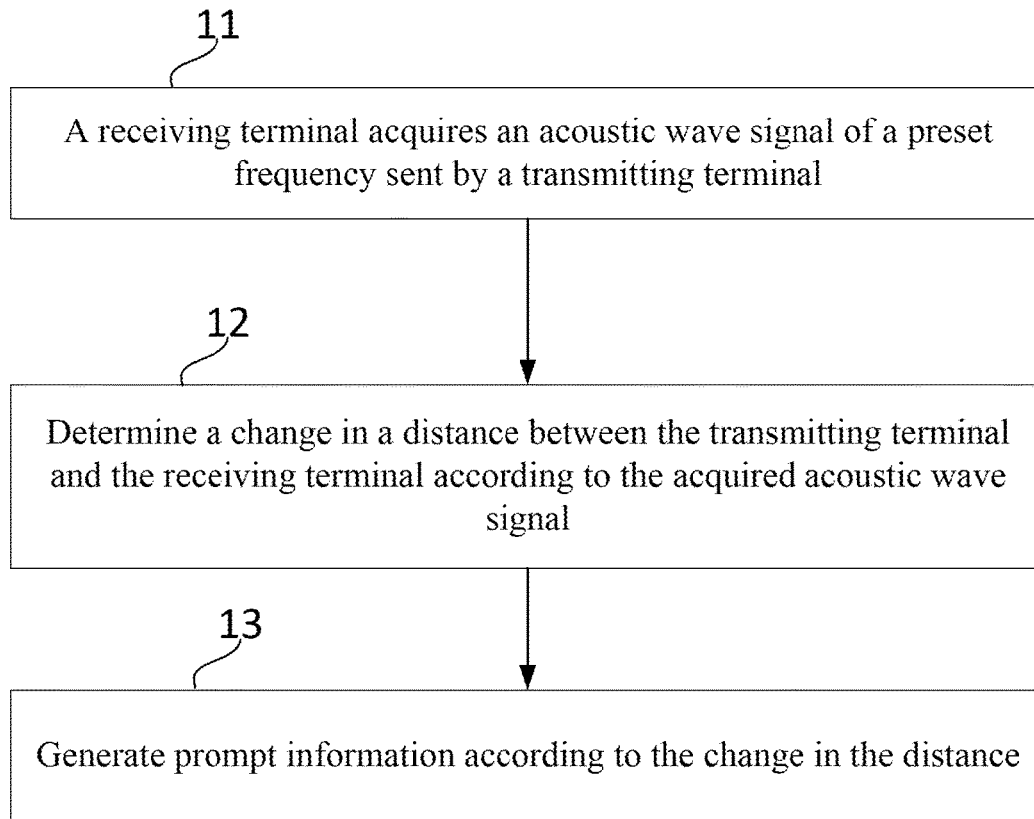 11
A receiving terminal acquires an acoustic wave signal of a preset
frequency sent by a transmitting terminal
12
Determine a change in a distance between the transmitting terminal
and the receiving terminal according to the acquired acoustic wave
signal
13
Generate prompt information according to the change in the distance